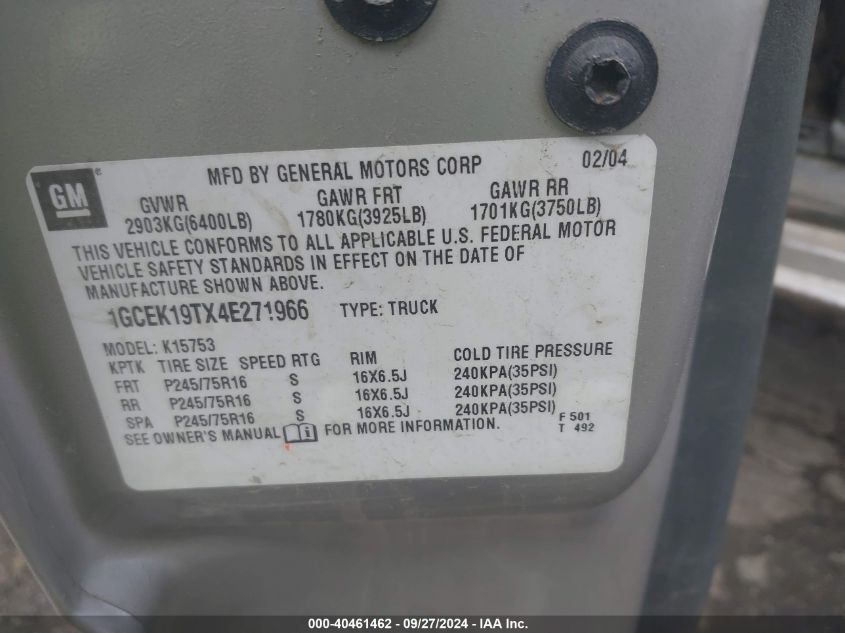 GM
MFD BY GENERAL MOTORS CORP 02/04
GVWR GAWR FRT GAWR RR
2903KG(6400LB) 1780KG(3925LB) 1701KG(3750LB)
THIS VEHICLE CONFORMS TO ALL APPLICABLE U.S. FEDERAL MOTOR
VEHICLE SAFETY STANDARDS IN EFFECT ON THE DATE OF
MANUFACTURE SHOWN ABOVE.
1GCEK19TX4E271966 TYPE: TRUCK
MODEL: K15753
KPTK TIRE SIZE SPEED RTG RIM COLD TIRE PRESSURE
FRT P245/75R16 S 16X6.5J 240KPA(35PSI)
RR P245/75R16 S 16X6.5J 240KPA(35PSI)
SPA P245/75R16 S 16X6.5J 240KPA(35PSI)
SEE OWNER'S MANUAL i FOR MORE INFORMATION.
F 501
T 492
000-40461462 - 09/27/2024 - IAA Inc.